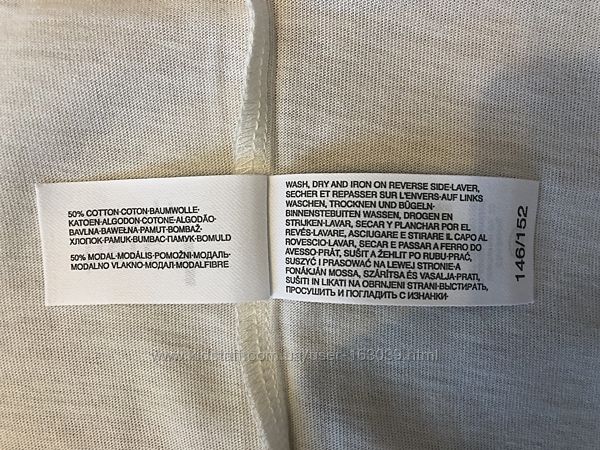 50% COTTON·COTON·BAUMWOLLE·
KATOEN·ALGODON·COTONE·ALGODÃO·
BAVLNA·BAWEŁNA·PAMUT·BOMBAŽ·
ХЛОПОК·PAMUK·BUMBAC·ПАМУК·BOMULD
50% MODAL·MODÁLIS·POMOŽNI·МОДАЛЬ·
MODALNO VLAKNO·МОДАЛ·MODALFIBRE
WASH, DRY AND IRON ON REVERSE SIDE·LAVER,
SECHER ET REPASSER SUR L'ENVERS·AUF LINKS
WASCHEN, TROCKNEN UND BÜGELN·
BINNENSTEBUITEN WASSEN, DROGEN EN
STRIJKEN·LAVAR, SECAR Y PLANCHAR POR EL
REVÉS·LAVARE, ASCIUGARE E STIRARE IL CAPO AL
ROVESCIO·LAVAR, SECAR E PASSAR A FERRO DO
AVESSO·PRÁT, SUŠIT A ŽEHLIT PO RUBU·PRAĆ,
SUSZYĆ I PRASOWAĆ NA LEWEJ STRONIE·A
FONÁKJÁN MOSSA, SZÁRÍTSA ÉS VASALJA·PRATI,
SUŠITI IN LIKATI NA OBRNJENI STRANI·ВЫСТИРАТЬ,
ПРОСУШИТЬ И ПОГЛАДИТЬ С ИЗНАНКИ·
146/152